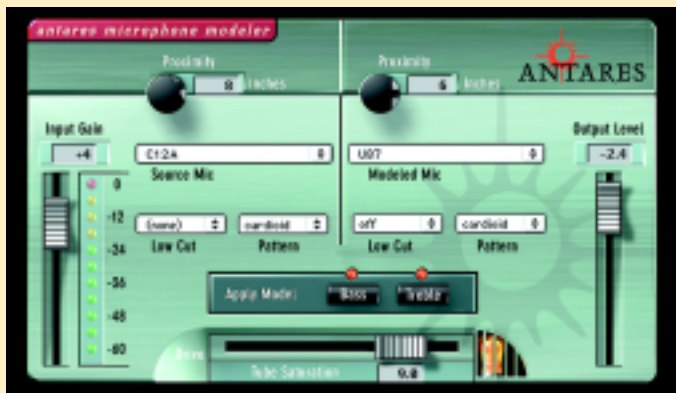 antares microphone modeler
Proximity
8 Inches
Proximity
6 Inches
ANTARES
Input Gain
+4
C12A
Source Mic
U87
Modeled Mic
Output Level
-2.4
0
-12
-24
-36
-48
-60
(none)
Low Cut
cardioid
Pattern
off
Low Cut
cardioid
Pattern
Apply Model:
Bass
Treble
Drive
Tube Saturation
9.0